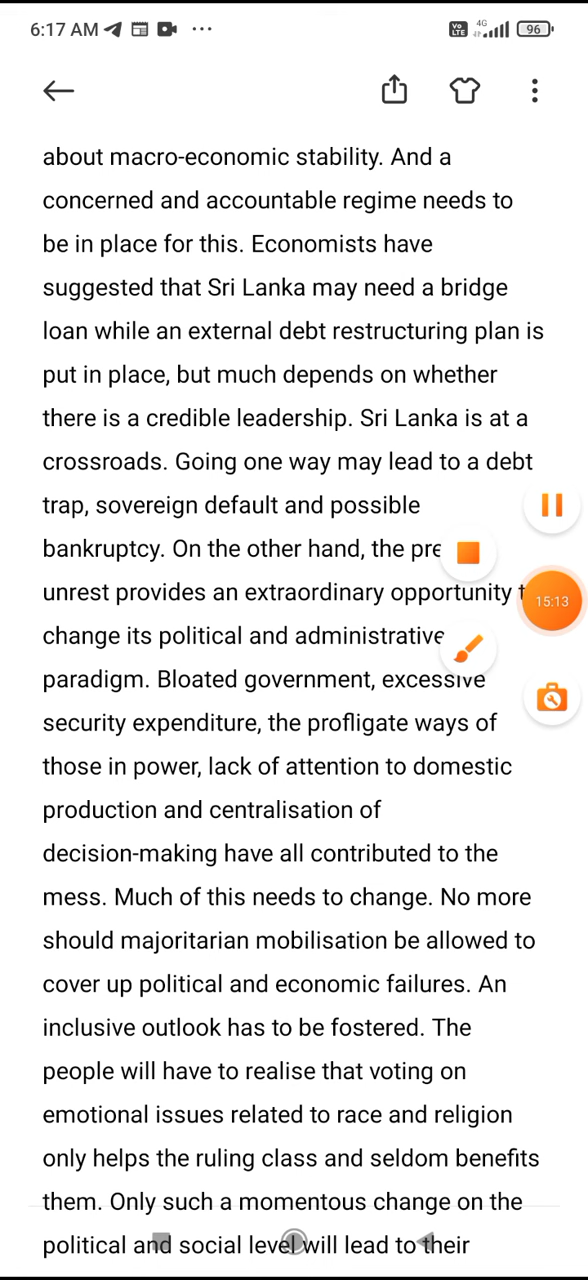 6:17 AM ... Vo LTE 4G 96
about macro-economic stability. And a
concerned and accountable regime needs to
be in place for this. Economists have
suggested that Sri Lanka may need a bridge
loan while an external debt restructuring plan is
put in place, but much depends on whether
there is a credible leadership. Sri Lanka is at a
crossroads. Going one way may lead to a debt
trap, sovereign default and possible
bankruptcy. On the other hand, the pre
unrest provides an extraordinary opportunity t
15:13
change its political and administrative
paradigm. Bloated government, excessive
security expenditure, the profligate ways of
those in power, lack of attention to domestic
production and centralisation of
decision-making have all contributed to the
mess. Much of this needs to change. No more
should majoritarian mobilisation be allowed to
cover up political and economic failures. An
inclusive outlook has to be fostered. The
people will have to realise that voting on
emotional issues related to race and religion
only helps the ruling class and seldom benefits
them. Only such a momentous change on the
political and social level will lead to their